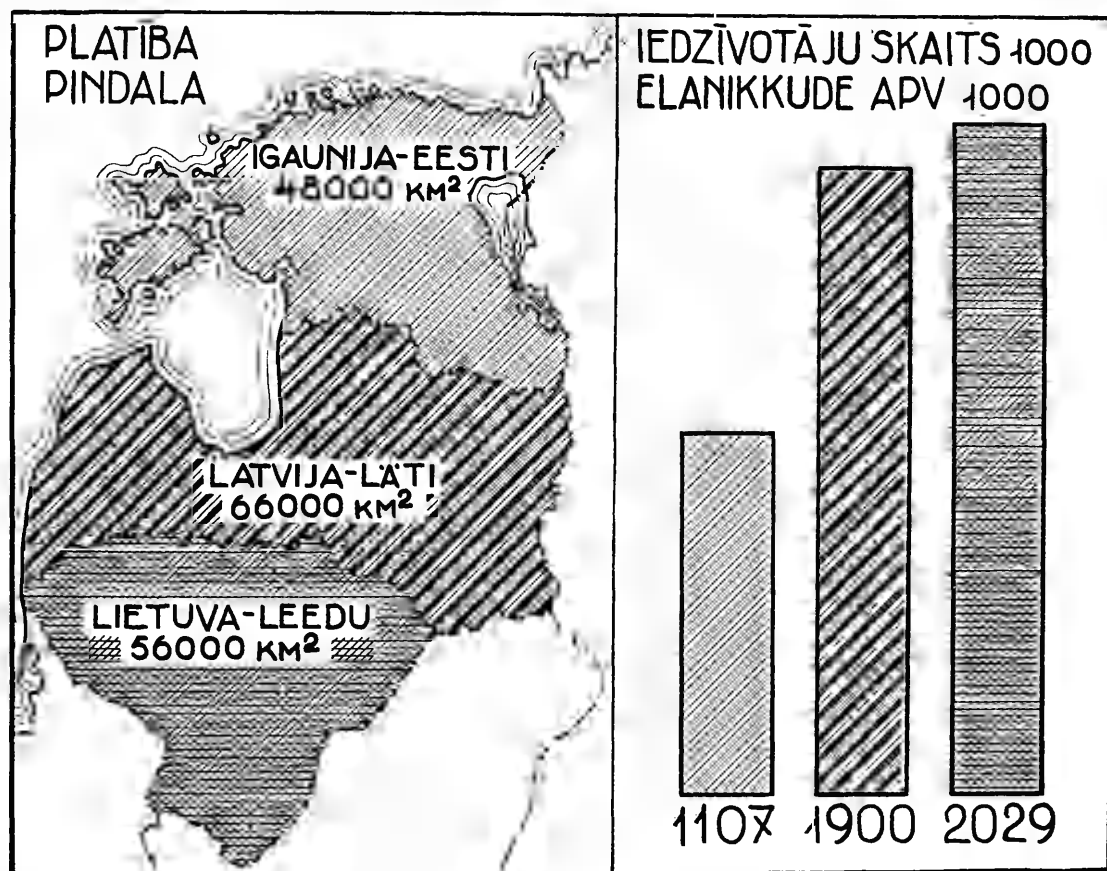 PLATĪBA
PINDALA
IGAUNIJA-EESTI
48000 KM²
LATVIJA-LÄTI
66000 KM²
LIETUVA-LEEDU
56000 KM²
IEDZĪVOTĀJU SKAITS 1000
ELANIKKUDE APV 1000
1107 1900 2029